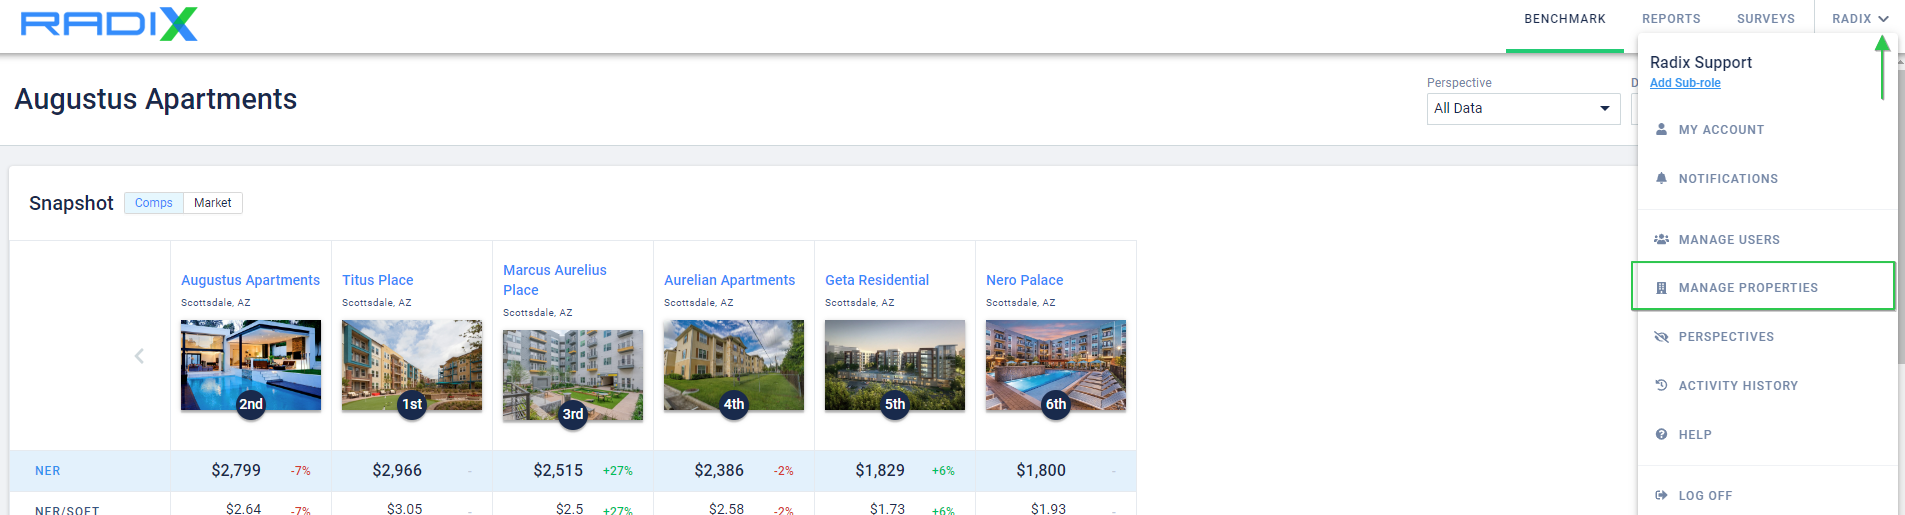 RADIX
BENCHMARK
REPORTS
SURVEYS
RADIX
Augustus Apartments
Perspective
All Data
D
Radix Support
Add Sub-role
MY ACCOUNT
NOTIFICATIONS
MANAGE USERS
MANAGE PROPERTIES
PERSPECTIVES
ACTIVITY HISTORY
HELP
LOG OFF
Snapshot Comps Market
Augustus Apartments
Scottsdale, AZ
2nd
Titus Place
Scottsdale, AZ
1st
Marcus Aurelius
Place
Scottsdale, AZ
3rd
Aurelian Apartments
Scottsdale, AZ
4th
Geta Residential
Scottsdale, AZ
5th
Nero Palace
Scottsdale, AZ
6th
NER $2,799 -7% $2,966 - $2,515 +27% $2,386 -2% $1,829 +6% $1,800 -
NER/SQFT $2.64 -7% $3.05 - $2.5 +27% $2.58 -2% $1.73 +6% $1.93 -